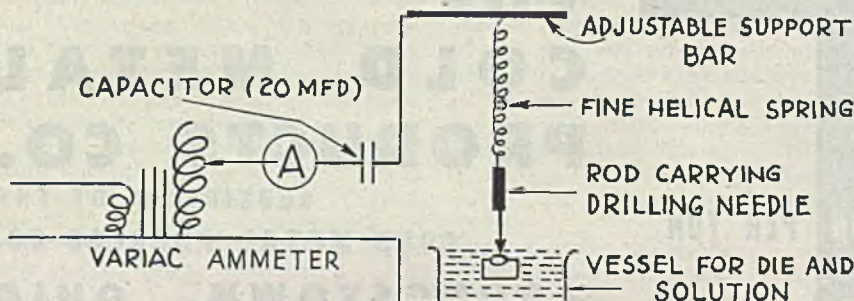 ADJUSTABLE SUPPORT
BAR
CAPACITOR (20 MFD)
FINE HELICAL SPRING
A
ROD CARRYING
DRILLING NEEDLE
VARIAC AMMETER
VESSEL FOR DIE AND
SOLUTION